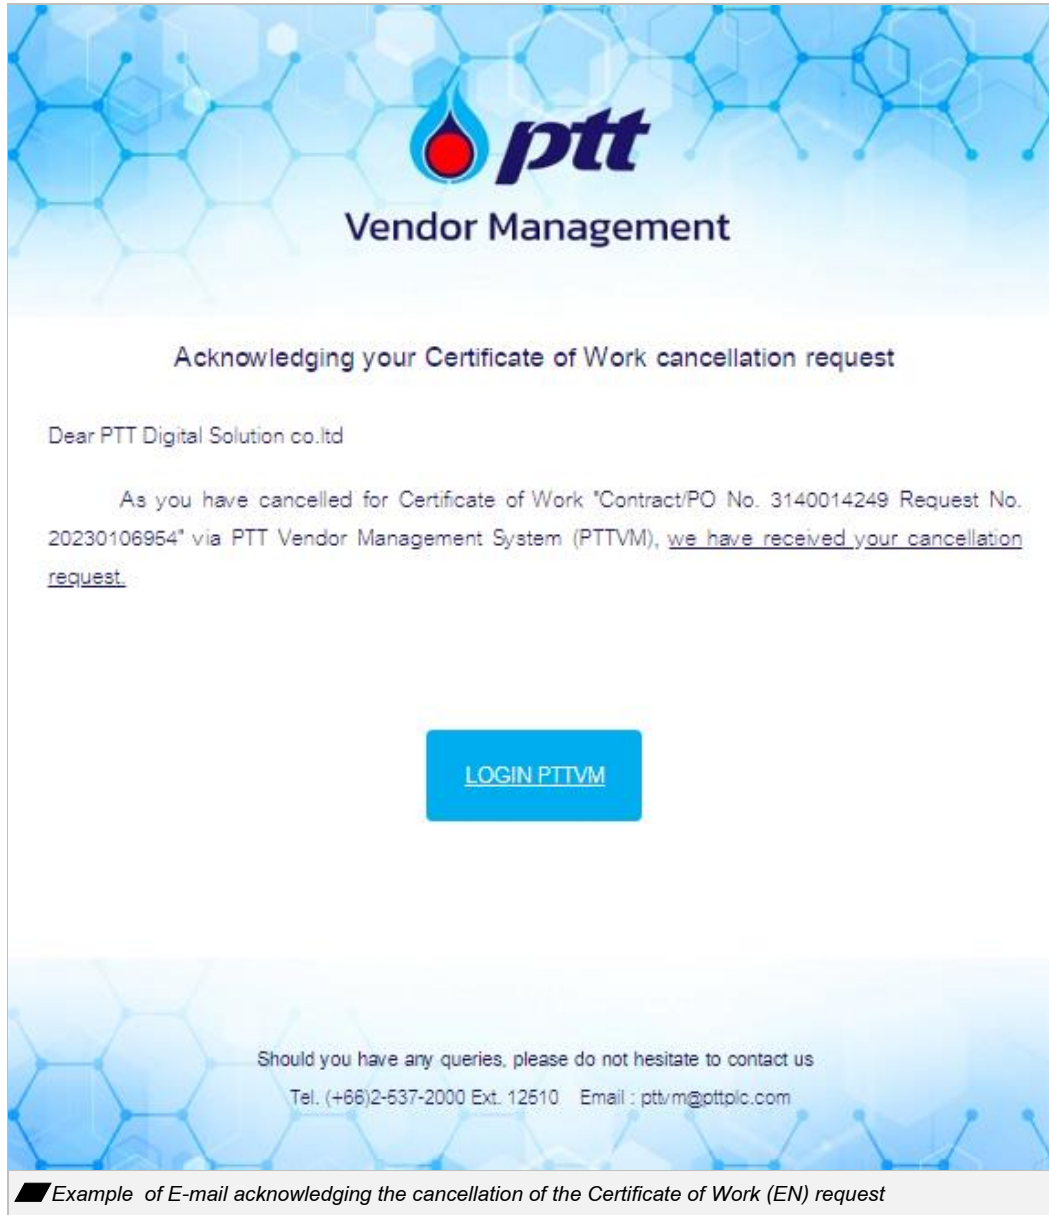 ptt
Vendor Management
Acknowledging your Certificate of Work cancellation request
Dear PTT Digital Solution co.ltd
As you have cancelled for Certificate of Work "Contract/PO No. 3140014249 Request No.
20230106954" via PTT Vendor Management System (PTTVM), we have received your cancellation
request.
LOGIN PTTVM
Should you have any queries, please do not hesitate to contact us
Tel. (+66)2-537-2000 Ext. 12510 Email : pttvm@pttplc.com
Example of E-mail acknowledging the cancellation of the Certificate of Work (EN) request